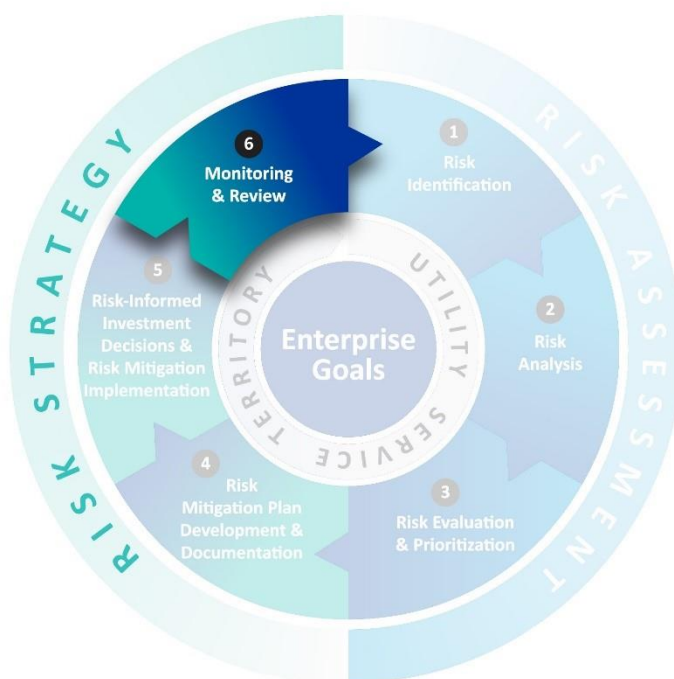 RISK STRATEGY
RISK ASSESSMENT
1
Risk
Identification
2
Risk
Analysis
3
Risk Evaluation
& Prioritization
4
Risk
Mitigation Plan
Development &
Documentation
5
Risk-Informed
Investment
Decisions &
Risk Mitigation
Implementation
6
Monitoring
& Review
UTILITY SERVICE TERRITORY
Enterprise
Goals